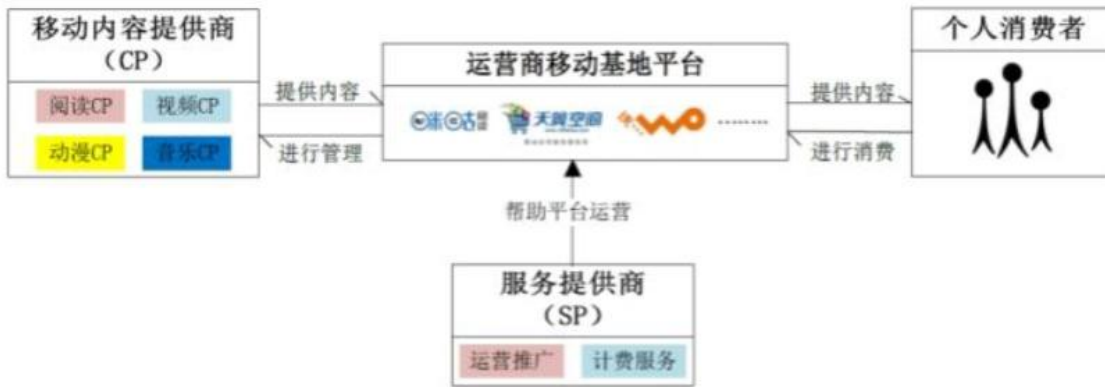 移动内容提供商
（CP）
阅读CP
视频CP
动漫CP
音乐CP
提供内容
进行管理
运营商移动基地平台
咪咕
天翼空间
WO
………
提供内容
进行消费
个人消费者
帮助平台运营
服务提供商
（SP）
运营推广
计费服务